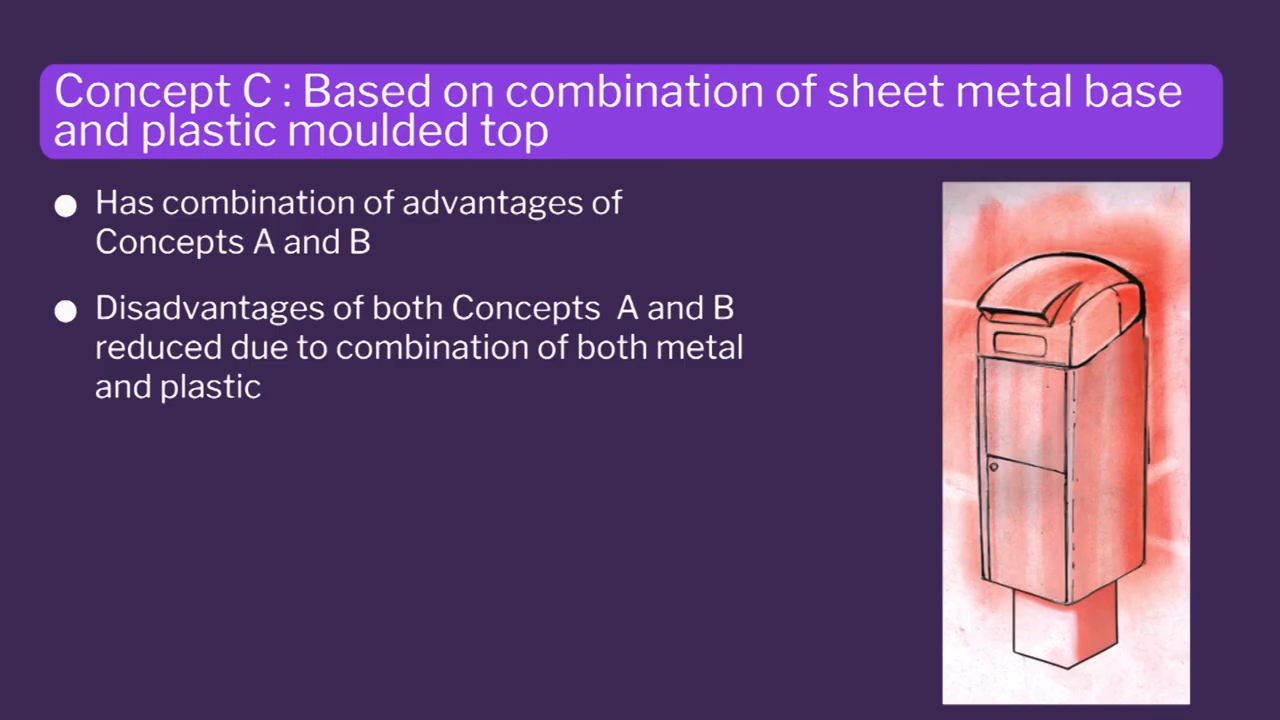 Concept C : Based on combination of sheet metal base
and plastic moulded top
Has combination of advantages of
Concepts A and B
Disadvantages of both Concepts A and B
reduced due to combination of both metal
and plastic